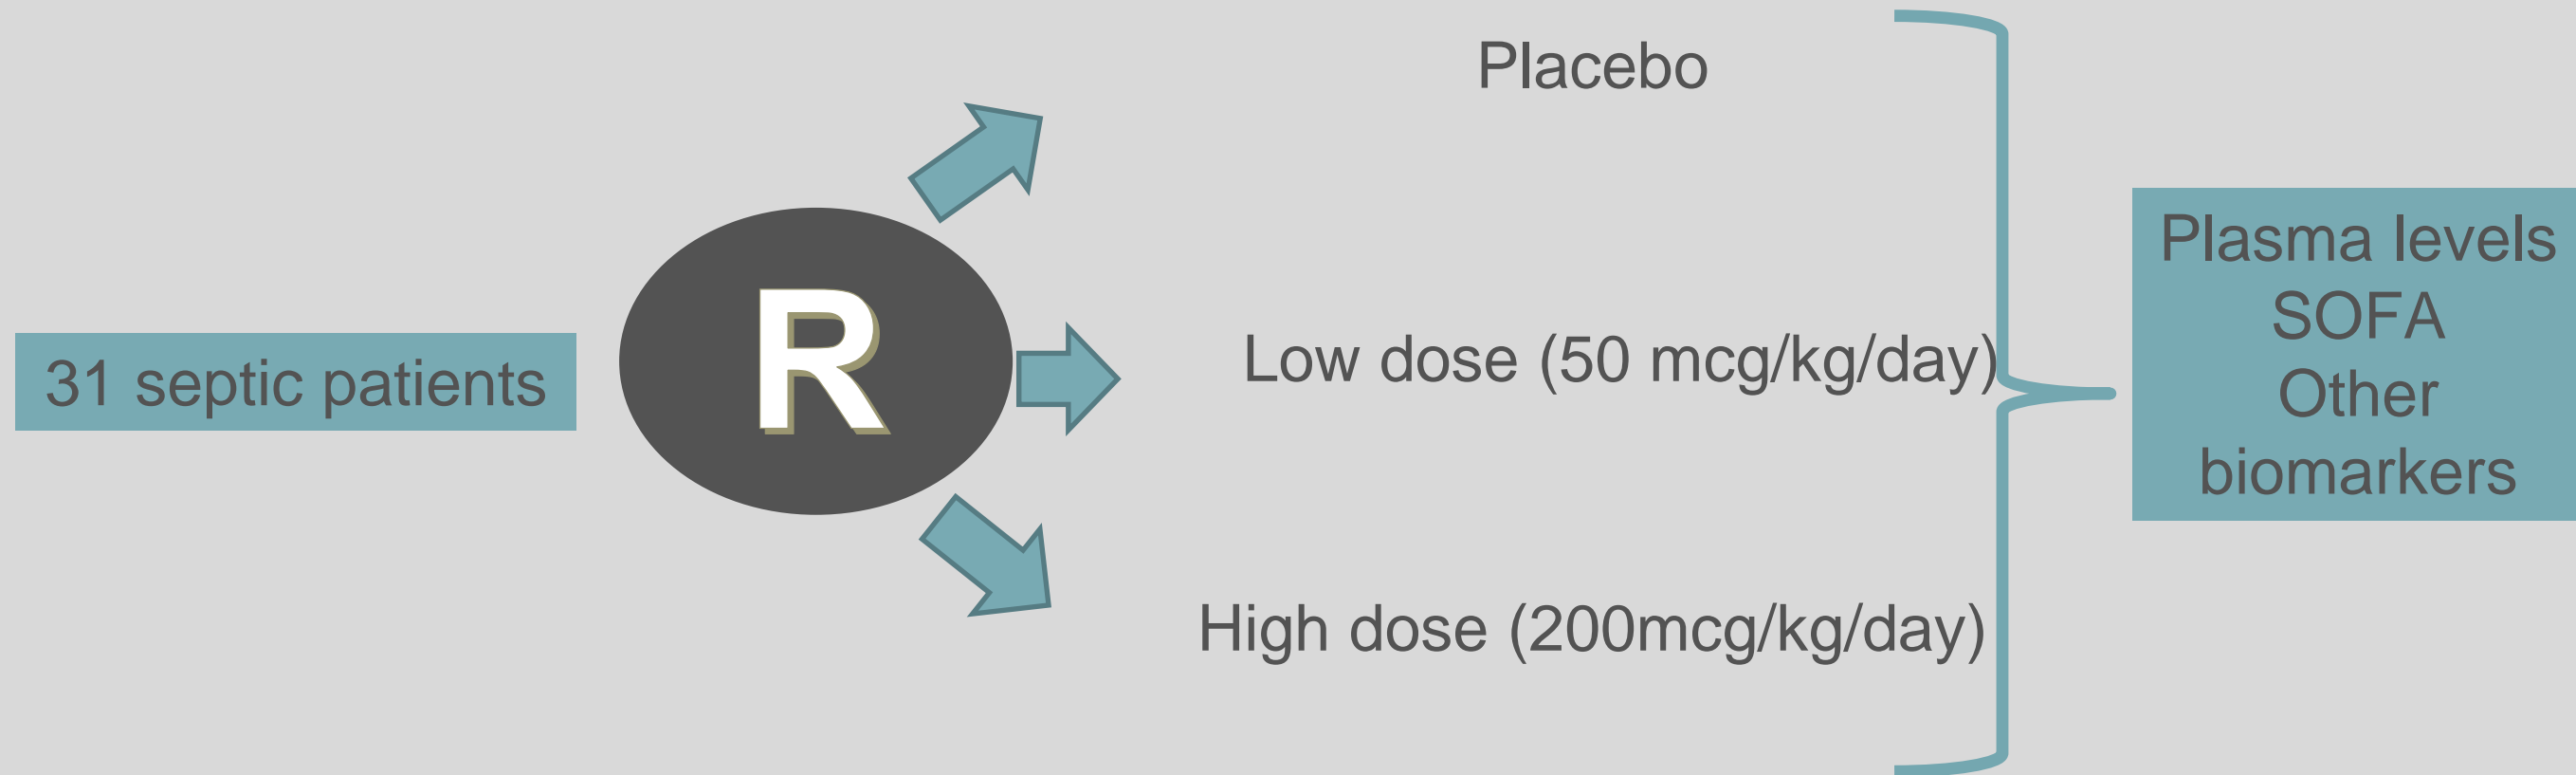 31 septic patients
R
Placebo
Low dose (50 mcg/kg/day)
High dose (200mcg/kg/day)
Plasma levels
SOFA
Other
biomarkers